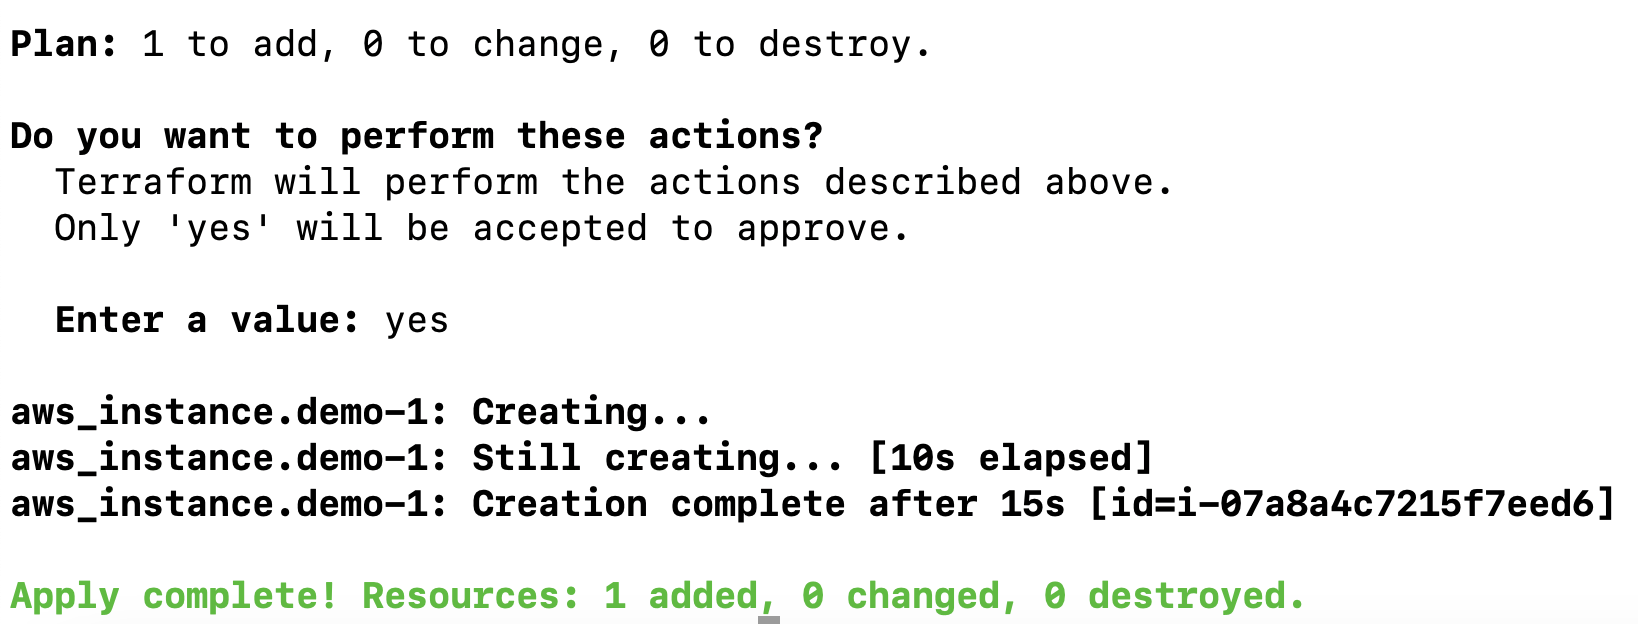 Plan: 1 to add, 0 to change, 0 to destroy.
Do you want to perform these actions?
Terraform will perform the actions described above.
Only 'yes' will be accepted to approve.
Enter a value: yes
aws_instance.demo-1: Creating...
aws_instance.demo-1: Still creating... [10s elapsed]
aws_instance.demo-1: Creation complete after 15s [id=i-07a8a4c7215f7eed6]
Apply complete! Resources: 1 added, 0 changed, 0 destroyed.